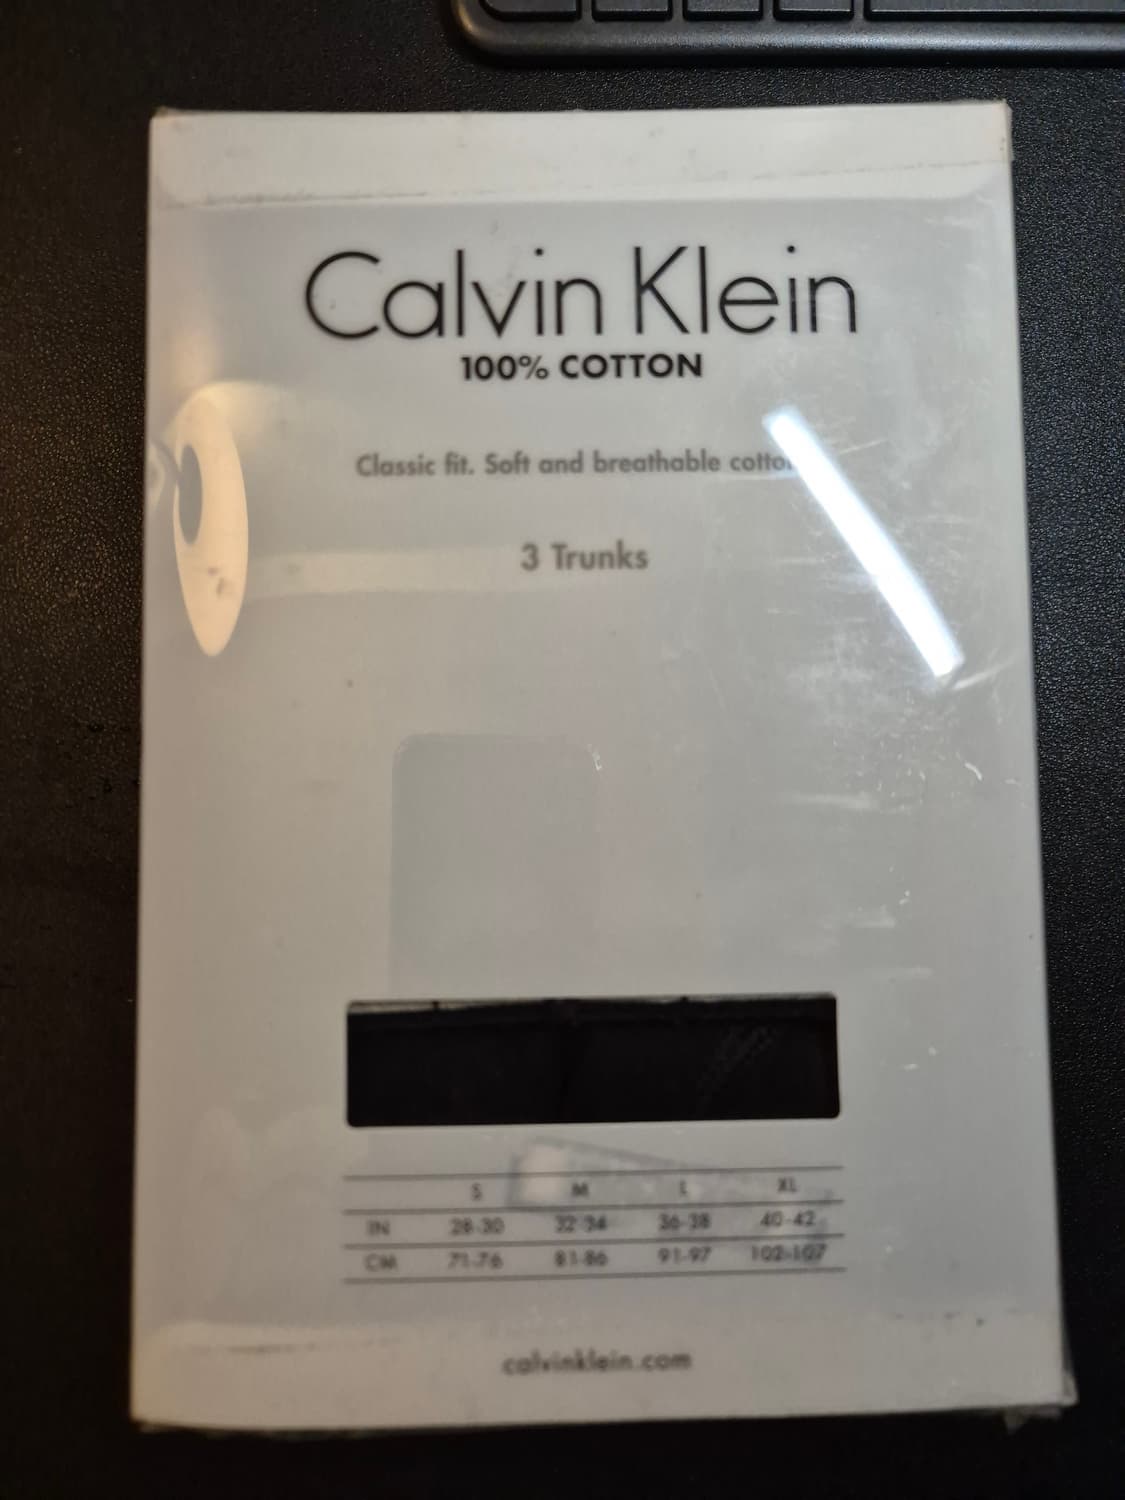 Calvin Klein
100% COTTON
Classic fit. Soft and breathable
3 Trunks
S M L XL
IN 28-30 32-34 36-38 40-42
CM 71-76 81-86 91-97 102-107
calvinklein.com